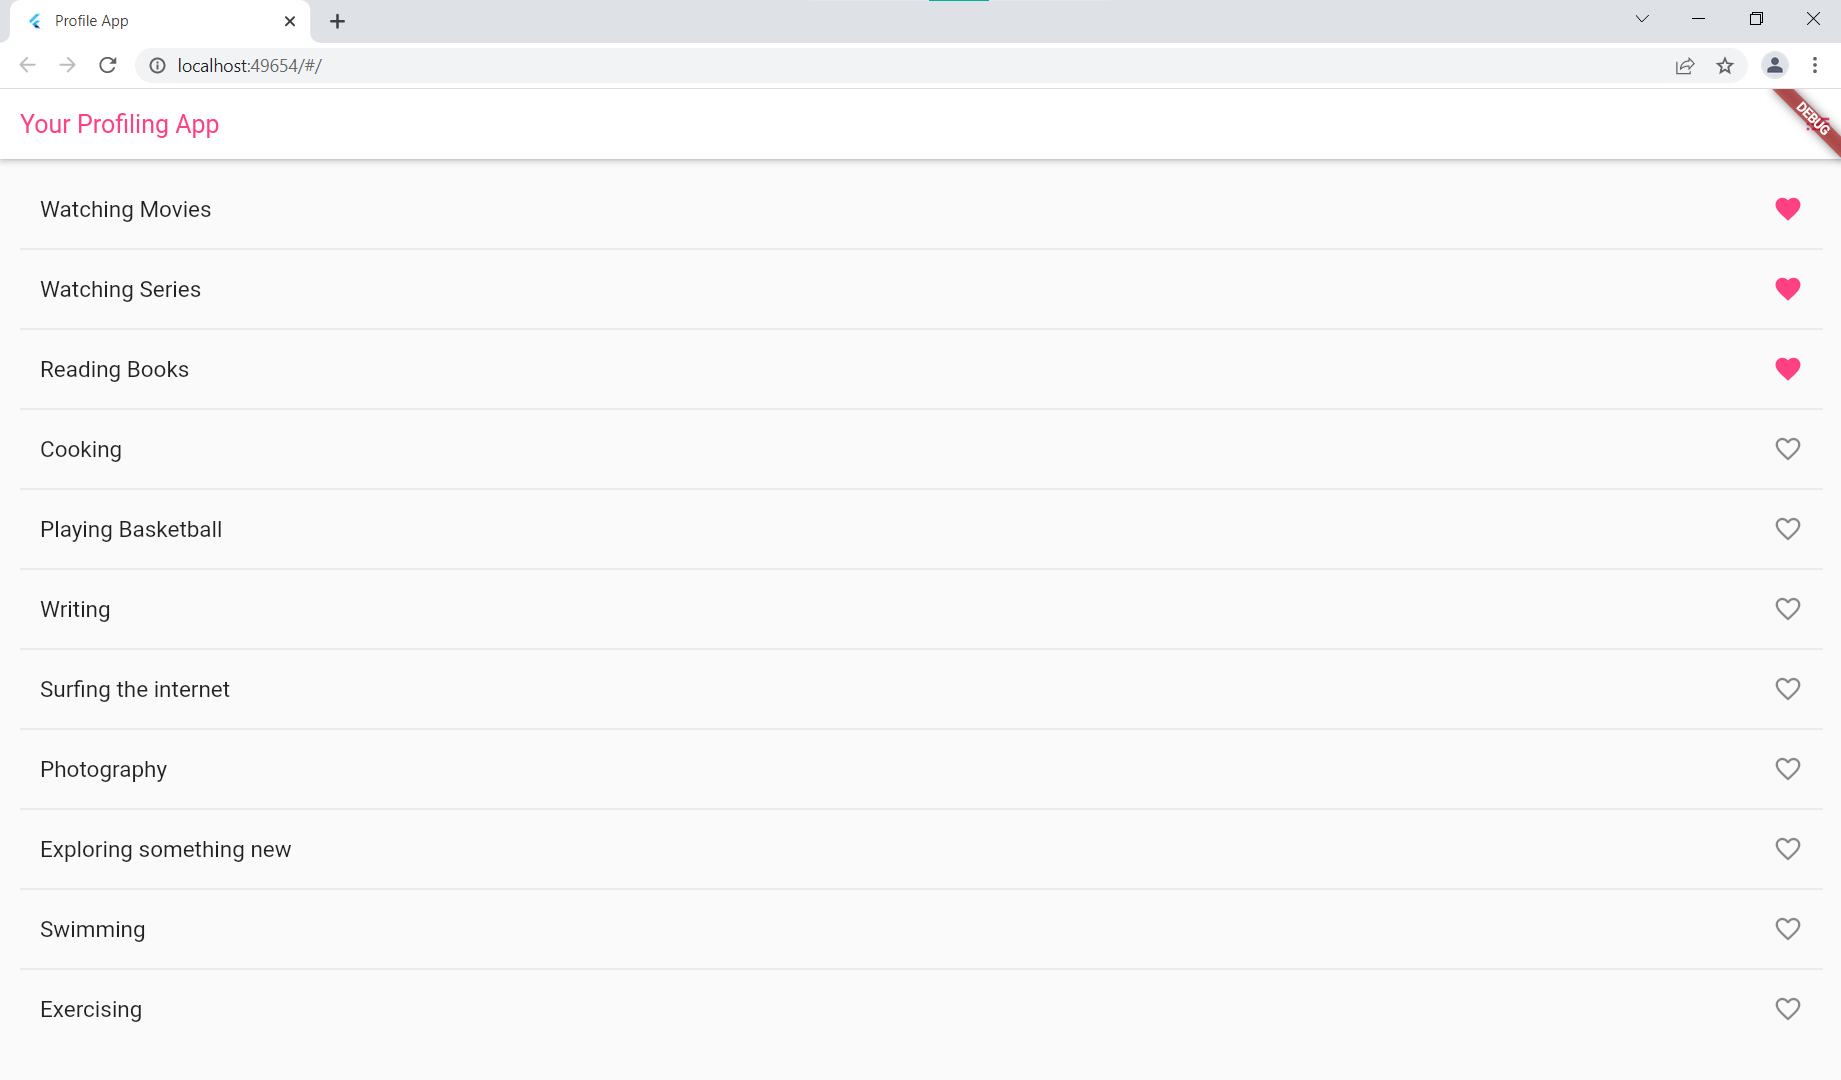 Profile App
localhost:49654/#/
Your Profiling App
DEBUG
Watching Movies
Watching Series
Reading Books
Cooking
Playing Basketball
Writing
Surfing the internet
Photography
Exploring something new
Swimming
Exercising